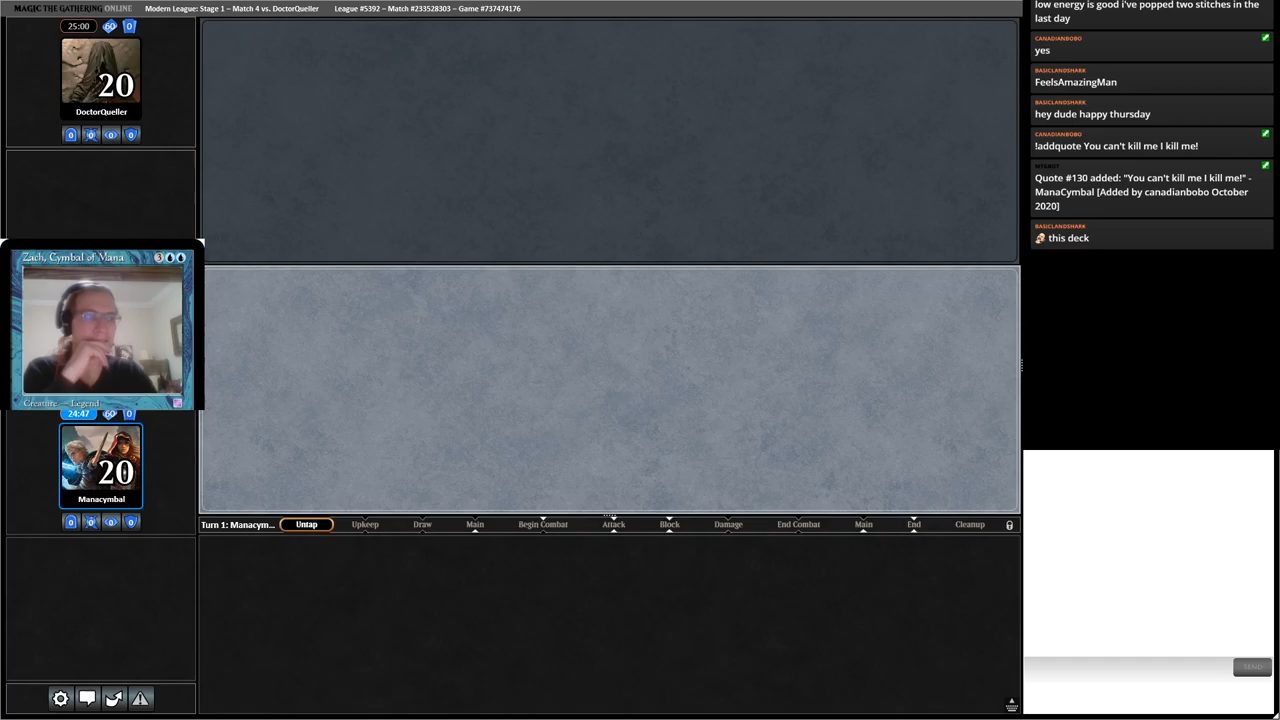 MAGIC THE GATHERING ONLINE
Modern League: Stage 1 – Match 4 vs. DoctorQueller
League #5392 – Match #233528303 – Game #737474176
25:00 60 0
20
DoctorQueller
0 0 0 0
Zach, Cymbal of Mana 3
Creature — Legend
24:47 60 0
20
Manacymbal
0 0 0 0
Turn 1: Manacym... Untap Upkeep Draw Main Begin Combat Attack Block Damage End Combat Main End Cleanup
low energy is good i've popped two stitches in the
last day
CANADIANBOBO
yes
BASICLANDSHARK
FeelsAmazingMan
BASICLANDSHARK
hey dude happy thursday
CANADIANBOBO
!addquote You can't kill me I kill me!
Quote #130 added: "You can't kill me I kill me!" -
ManaCymbal [Added by canadianbobo October
2020]
BASICLANDSHARK
this deck
SEND